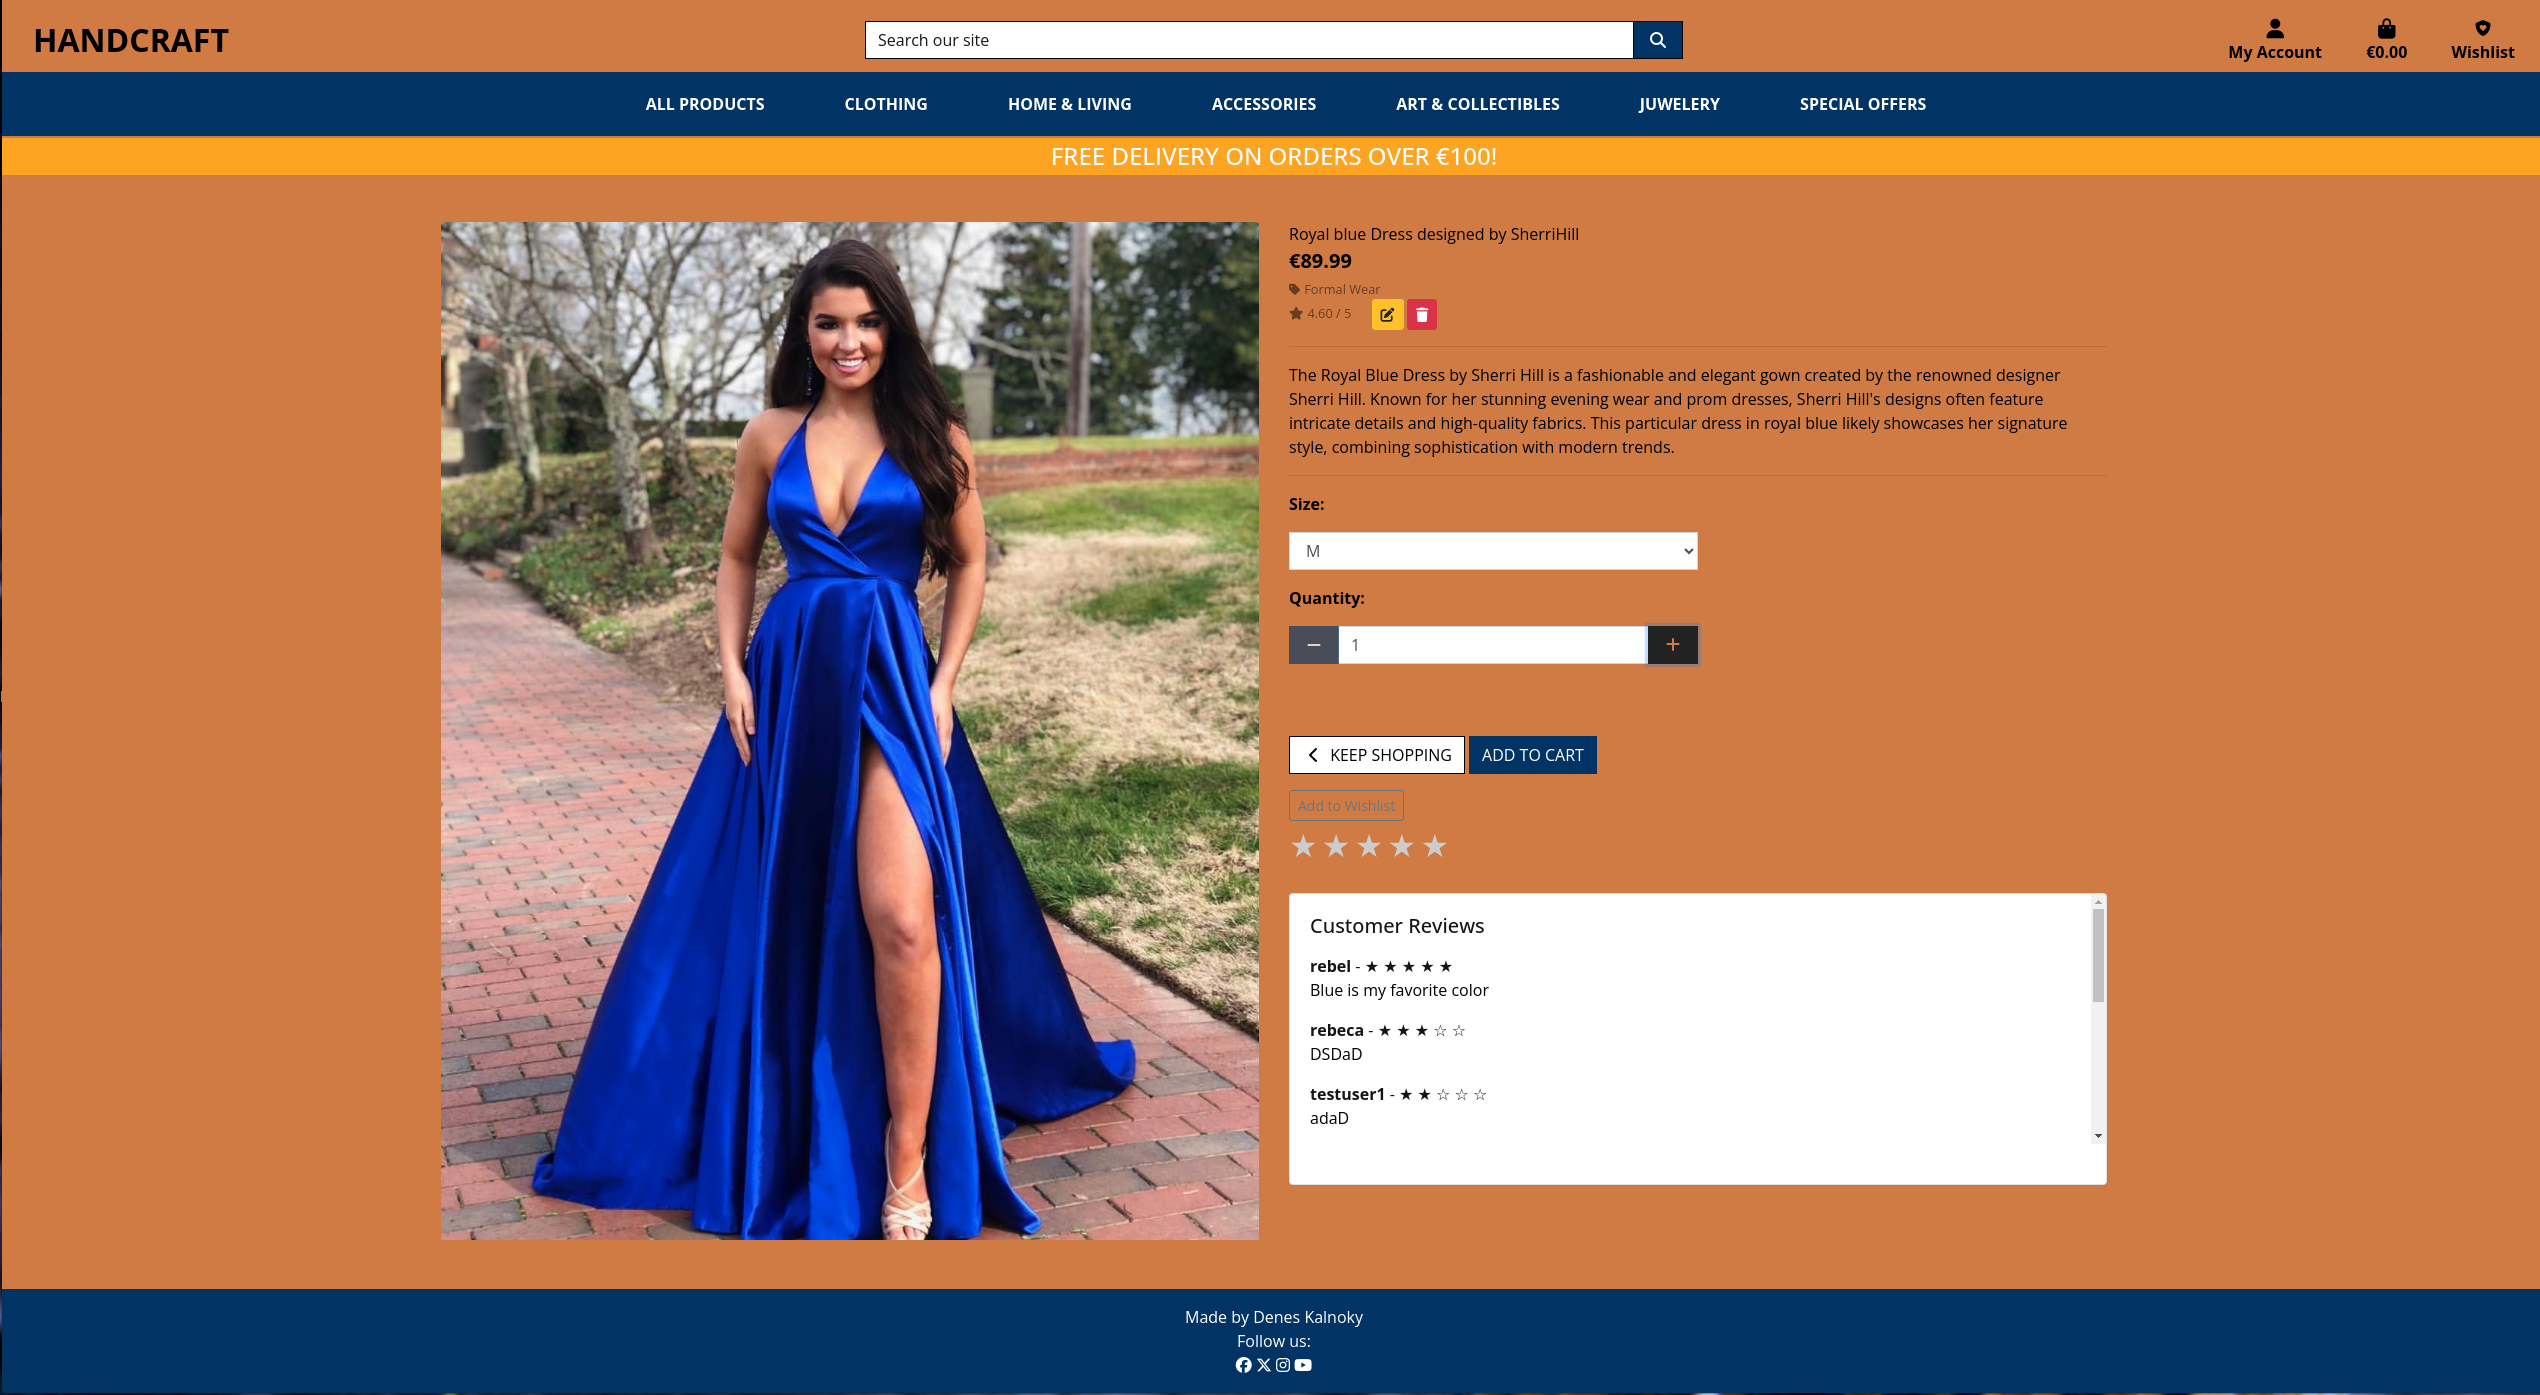 HANDCRAFT
Search our site
My Account
€0.00
Wishlist
ALL PRODUCTS CLOTHING HOME & LIVING ACCESSORIES ART & COLLECTIBLES JUWELERY SPECIAL OFFERS
FREE DELIVERY ON ORDERS OVER €100!
Royal blue Dress designed by SherriHill
€89.99
Formal Wear
4.60 / 5
The Royal Blue Dress by Sherri Hill is a fashionable and elegant gown created by the renowned designer
Sherri Hill. Known for her stunning evening wear and prom dresses, Sherri Hill's designs often feature
intricate details and high-quality fabrics. This particular dress in royal blue likely showcases her signature
style, combining sophistication with modern trends.
Size:
M
Quantity:
1
KEEP SHOPPING
ADD TO CART
Add to Wishlist
★ ★ ★ ★ ★
Customer Reviews
rebel - ★ ★ ★ ★ ★
Blue is my favorite color
rebeca - ★ ★ ★ ☆ ☆
DSDaD
testuser1 - ★ ★ ☆ ☆ ☆
adaD
Made by Denes Kalnoky
Follow us: